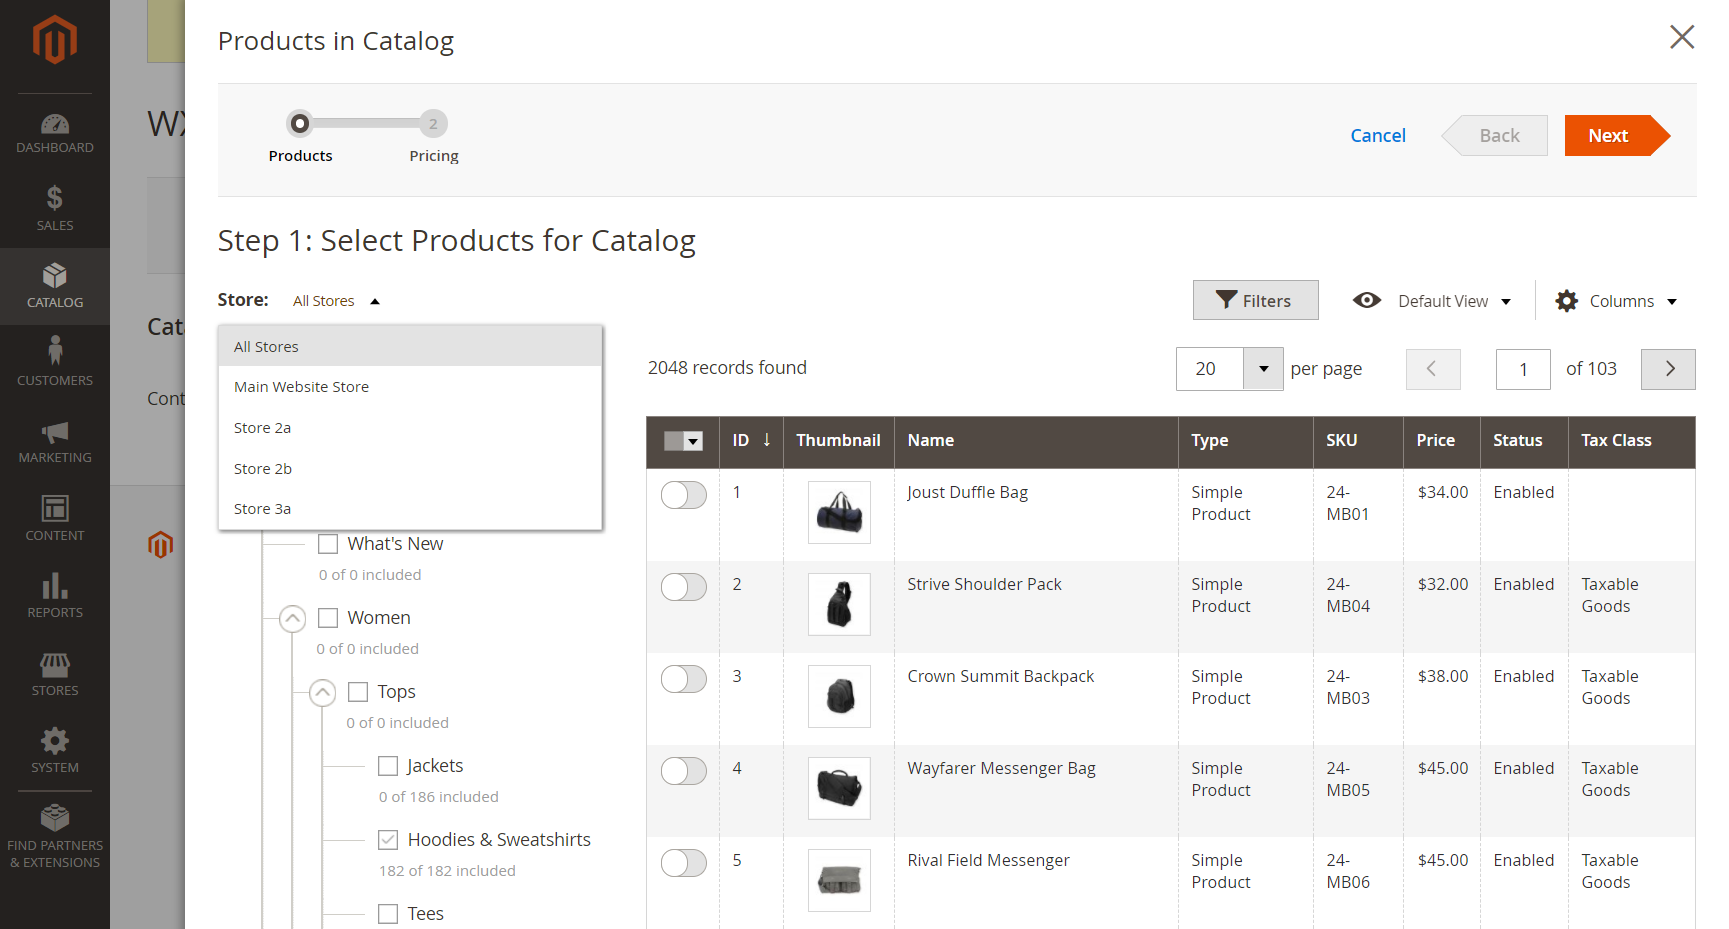 DASHBOARD
SALES
CATALOG
CUSTOMERS
MARKETING
CONTENT
REPORTS
STORES
SYSTEM
FIND PARTNERS
& EXTENSIONS
WX
Cat
Cont
Products in Catalog
2
Products
Pricing
Cancel
Back
Next
Step 1: Select Products for Catalog
Store: All Stores
Filters
Default View
Columns
All Stores
Main Website Store
Store 2a
Store 2b
Store 3a
What's New
0 of 0 included
Women
0 of 0 included
Tops
0 of 0 included
Jackets
0 of 186 included
Hoodies & Sweatshirts
182 of 182 included
Tees
2048 records found
20 per page
1 of 103
ID ↓ Thumbnail Name Type SKU Price Status Tax Class
1 Joust Duffle Bag Simple Product 24-MB01 $34.00 Enabled
2 Strive Shoulder Pack Simple Product 24-MB04 $32.00 Enabled Taxable Goods
3 Crown Summit Backpack Simple Product 24-MB03 $38.00 Enabled Taxable Goods
4 Wayfarer Messenger Bag Simple Product 24-MB05 $45.00 Enabled Taxable Goods
5 Rival Field Messenger Simple Product 24-MB06 $45.00 Enabled Taxable Goods